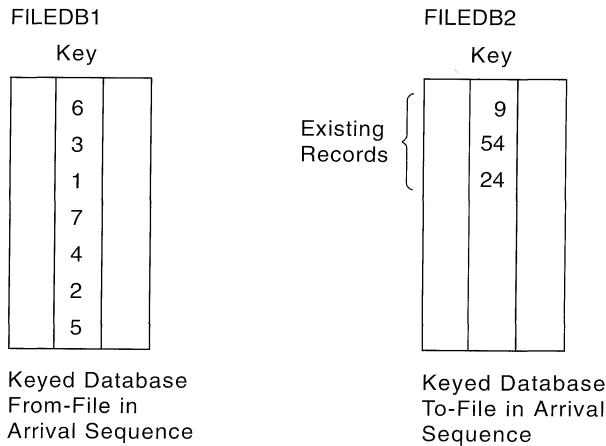 FILEDB1
Key
6
3
1
7
4
2
5
Keyed Database
From-File in
Arrival Sequence
FILEDB2
Key
Existing
Records
9
54
24
Keyed Database
To-File in Arrival
Sequence